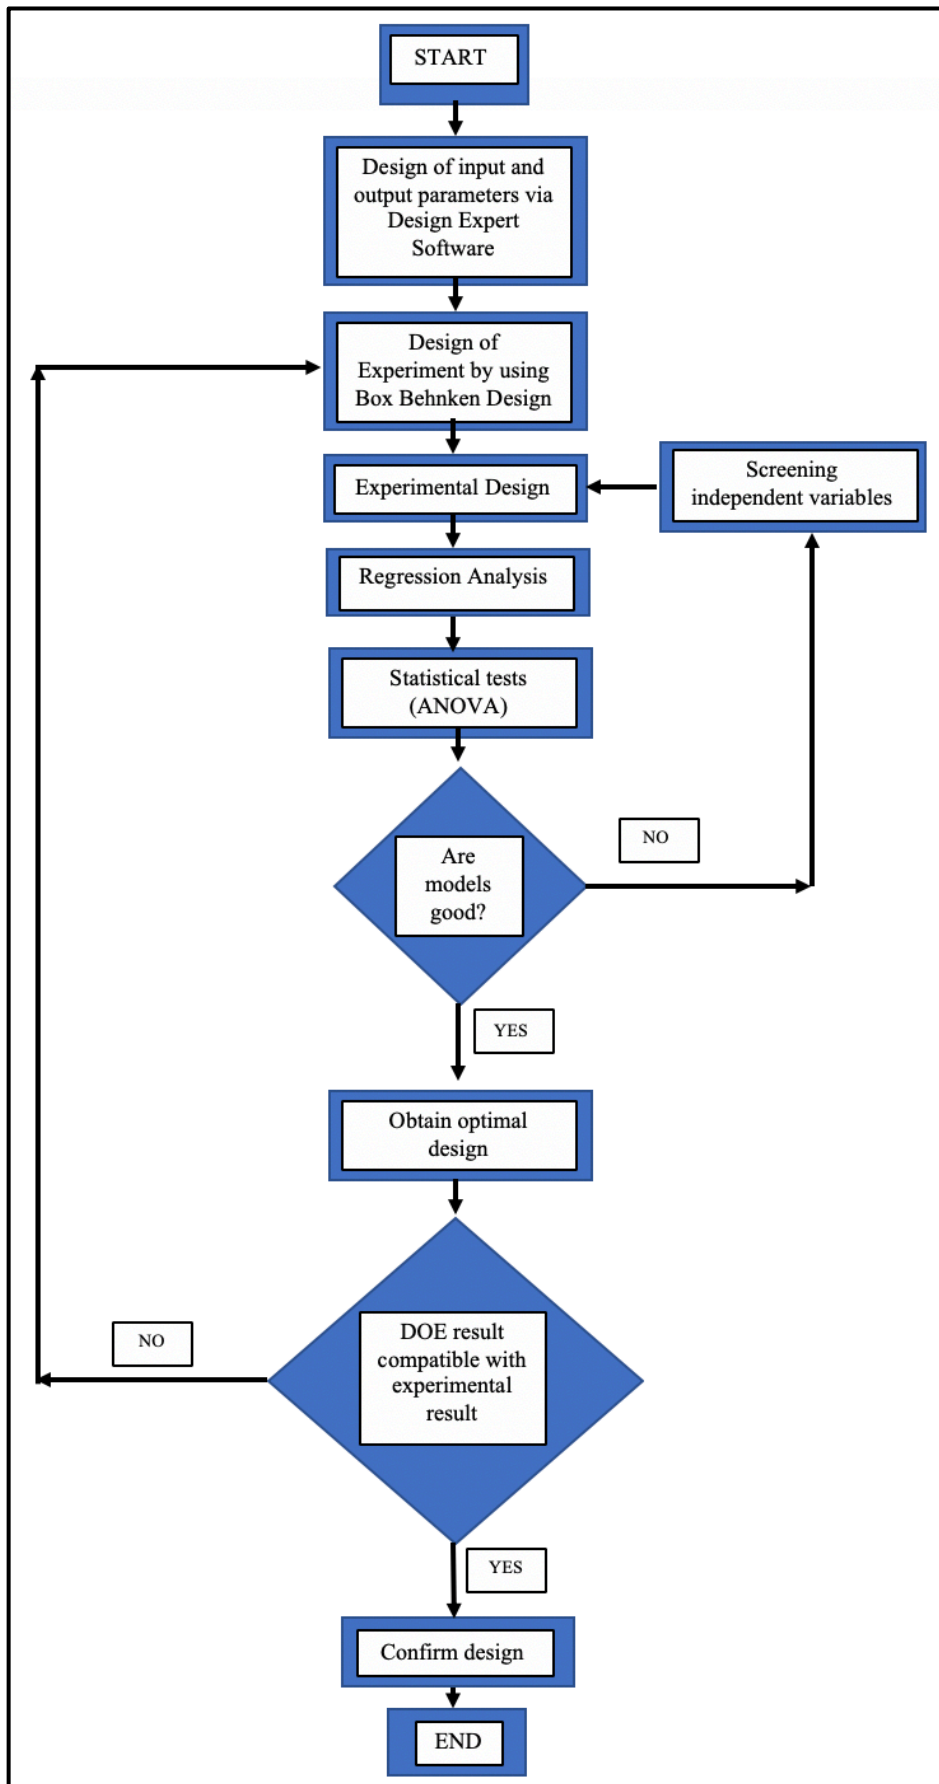 START
Design of input and
output parameters via
Design Expert
Software
Design of
Experiment by using
Box Behnken Design
Experimental Design
Screening
independent variables
Regression Analysis
Statistical tests
(ANOVA)
Are
models
good?
NO
YES
Obtain optimal
design
DOE result
compatible with
experimental
result
NO
YES
Confirm design
END